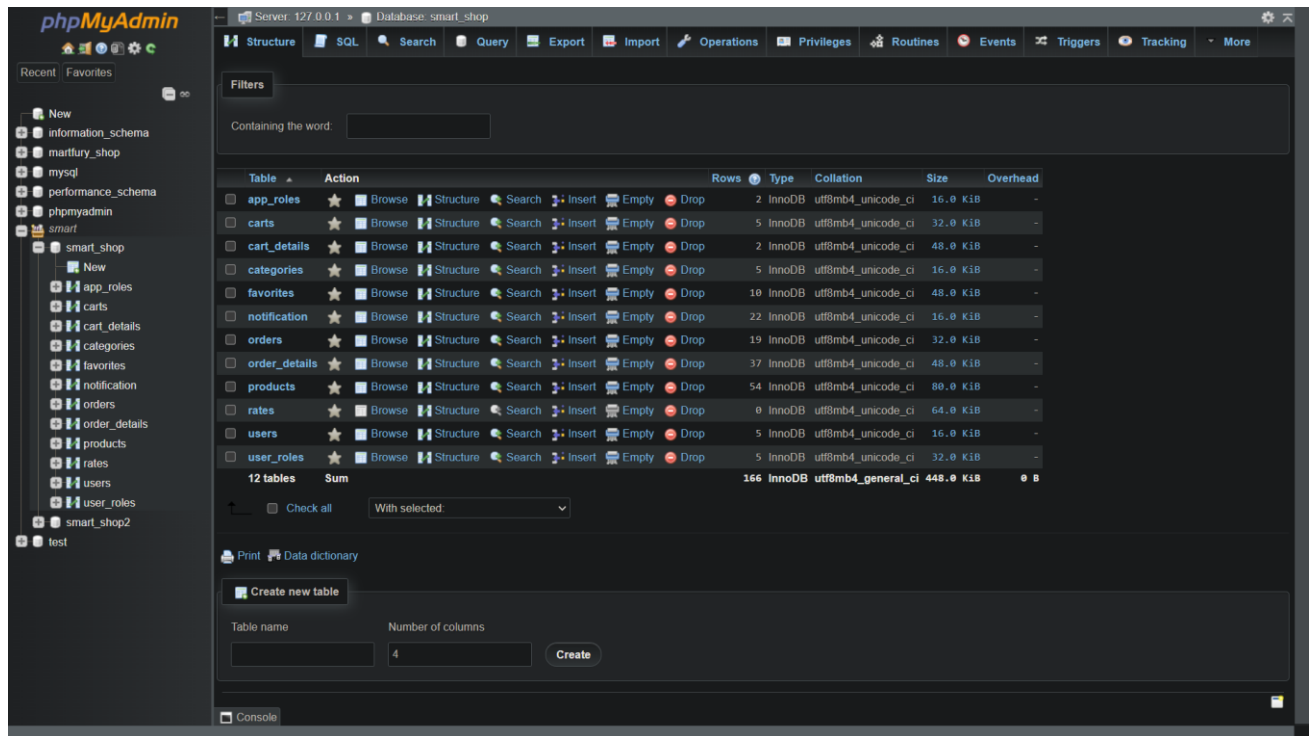 phpMyAdmin
Recent Favorites
New
information_schema
martfury_shop
mysql
performance_schema
phpmyadmin
smart
smart_shop
New
app_roles
carts
cart_details
categories
favorites
notification
orders
order_details
products
rates
users
user_roles
smart_shop2
test
Server: 127.0.0.1 » Database: smart_shop
Structure SQL Search Query Export Import Operations Privileges Routines Events Triggers Tracking More
Filters
Containing the word:
Table Action Rows Type Collation Size Overhead
app_roles Browse Structure Search Insert Empty Drop 2 InnoDB utf8mb4_unicode_ci 16.0 KiB -
carts Browse Structure Search Insert Empty Drop 5 InnoDB utf8mb4_unicode_ci 32.0 KiB -
cart_details Browse Structure Search Insert Empty Drop 2 InnoDB utf8mb4_unicode_ci 48.0 KiB -
categories Browse Structure Search Insert Empty Drop 5 InnoDB utf8mb4_unicode_ci 16.0 KiB -
favorites Browse Structure Search Insert Empty Drop 10 InnoDB utf8mb4_unicode_ci 48.0 KiB -
notification Browse Structure Search Insert Empty Drop 22 InnoDB utf8mb4_unicode_ci 16.0 KiB -
orders Browse Structure Search Insert Empty Drop 19 InnoDB utf8mb4_unicode_ci 32.0 KiB -
order_details Browse Structure Search Insert Empty Drop 37 InnoDB utf8mb4_unicode_ci 48.0 KiB -
products Browse Structure Search Insert Empty Drop 54 InnoDB utf8mb4_unicode_ci 80.0 KiB -
rates Browse Structure Search Insert Empty Drop 0 InnoDB utf8mb4_unicode_ci 64.0 KiB -
users Browse Structure Search Insert Empty Drop 5 InnoDB utf8mb4_unicode_ci 16.0 KiB -
user_roles Browse Structure Search Insert Empty Drop 5 InnoDB utf8mb4_unicode_ci 32.0 KiB -
12 tables Sum 166 InnoDB utf8mb4_general_ci 448.0 KiB 0 B
Check all With selected:
Print Data dictionary
Create new table
Table name Number of columns
4 Create
Console